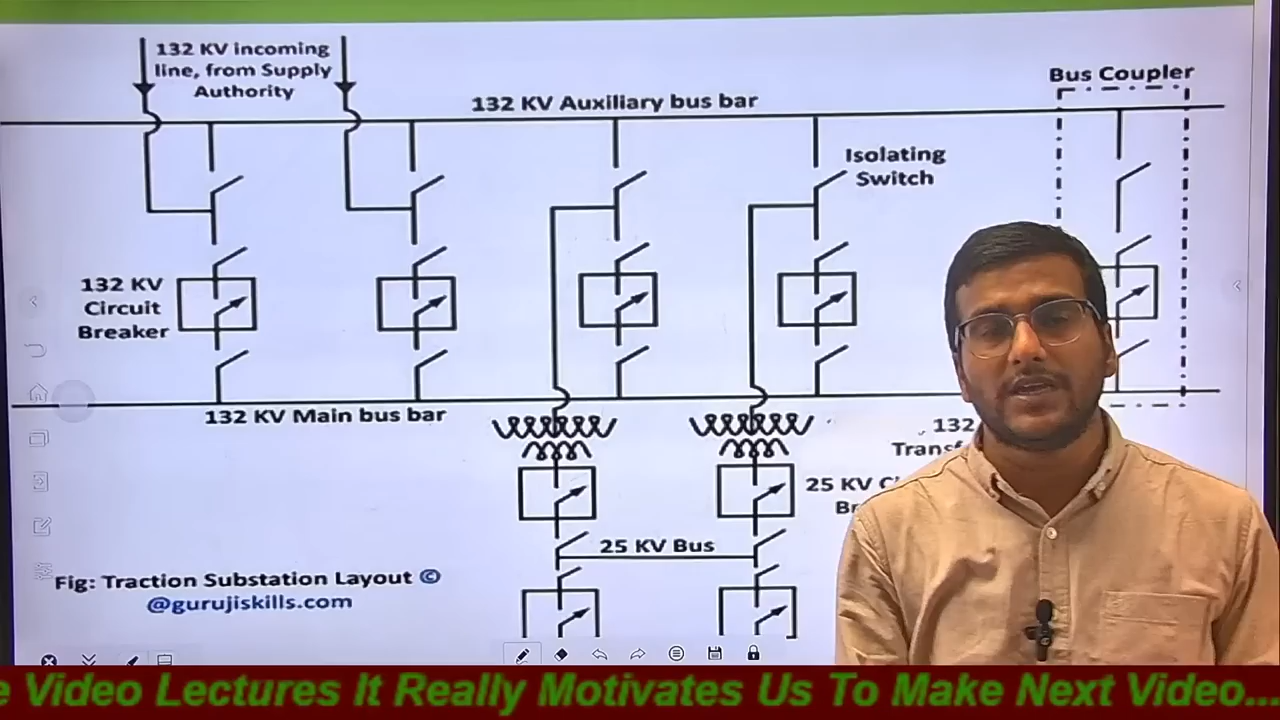 132 KV incoming
line, from Supply
Authority
Bus Coupler
132 KV Auxiliary bus bar
Isolating
Switch
132 KV
Circuit
Breaker
132 KV Main bus bar
132
25 KV
25 KV Bus
Fig: Traction Substation Layout ©
@gurujiskills.com
Video Lectures It Really Motivates Us To Make Next Video...